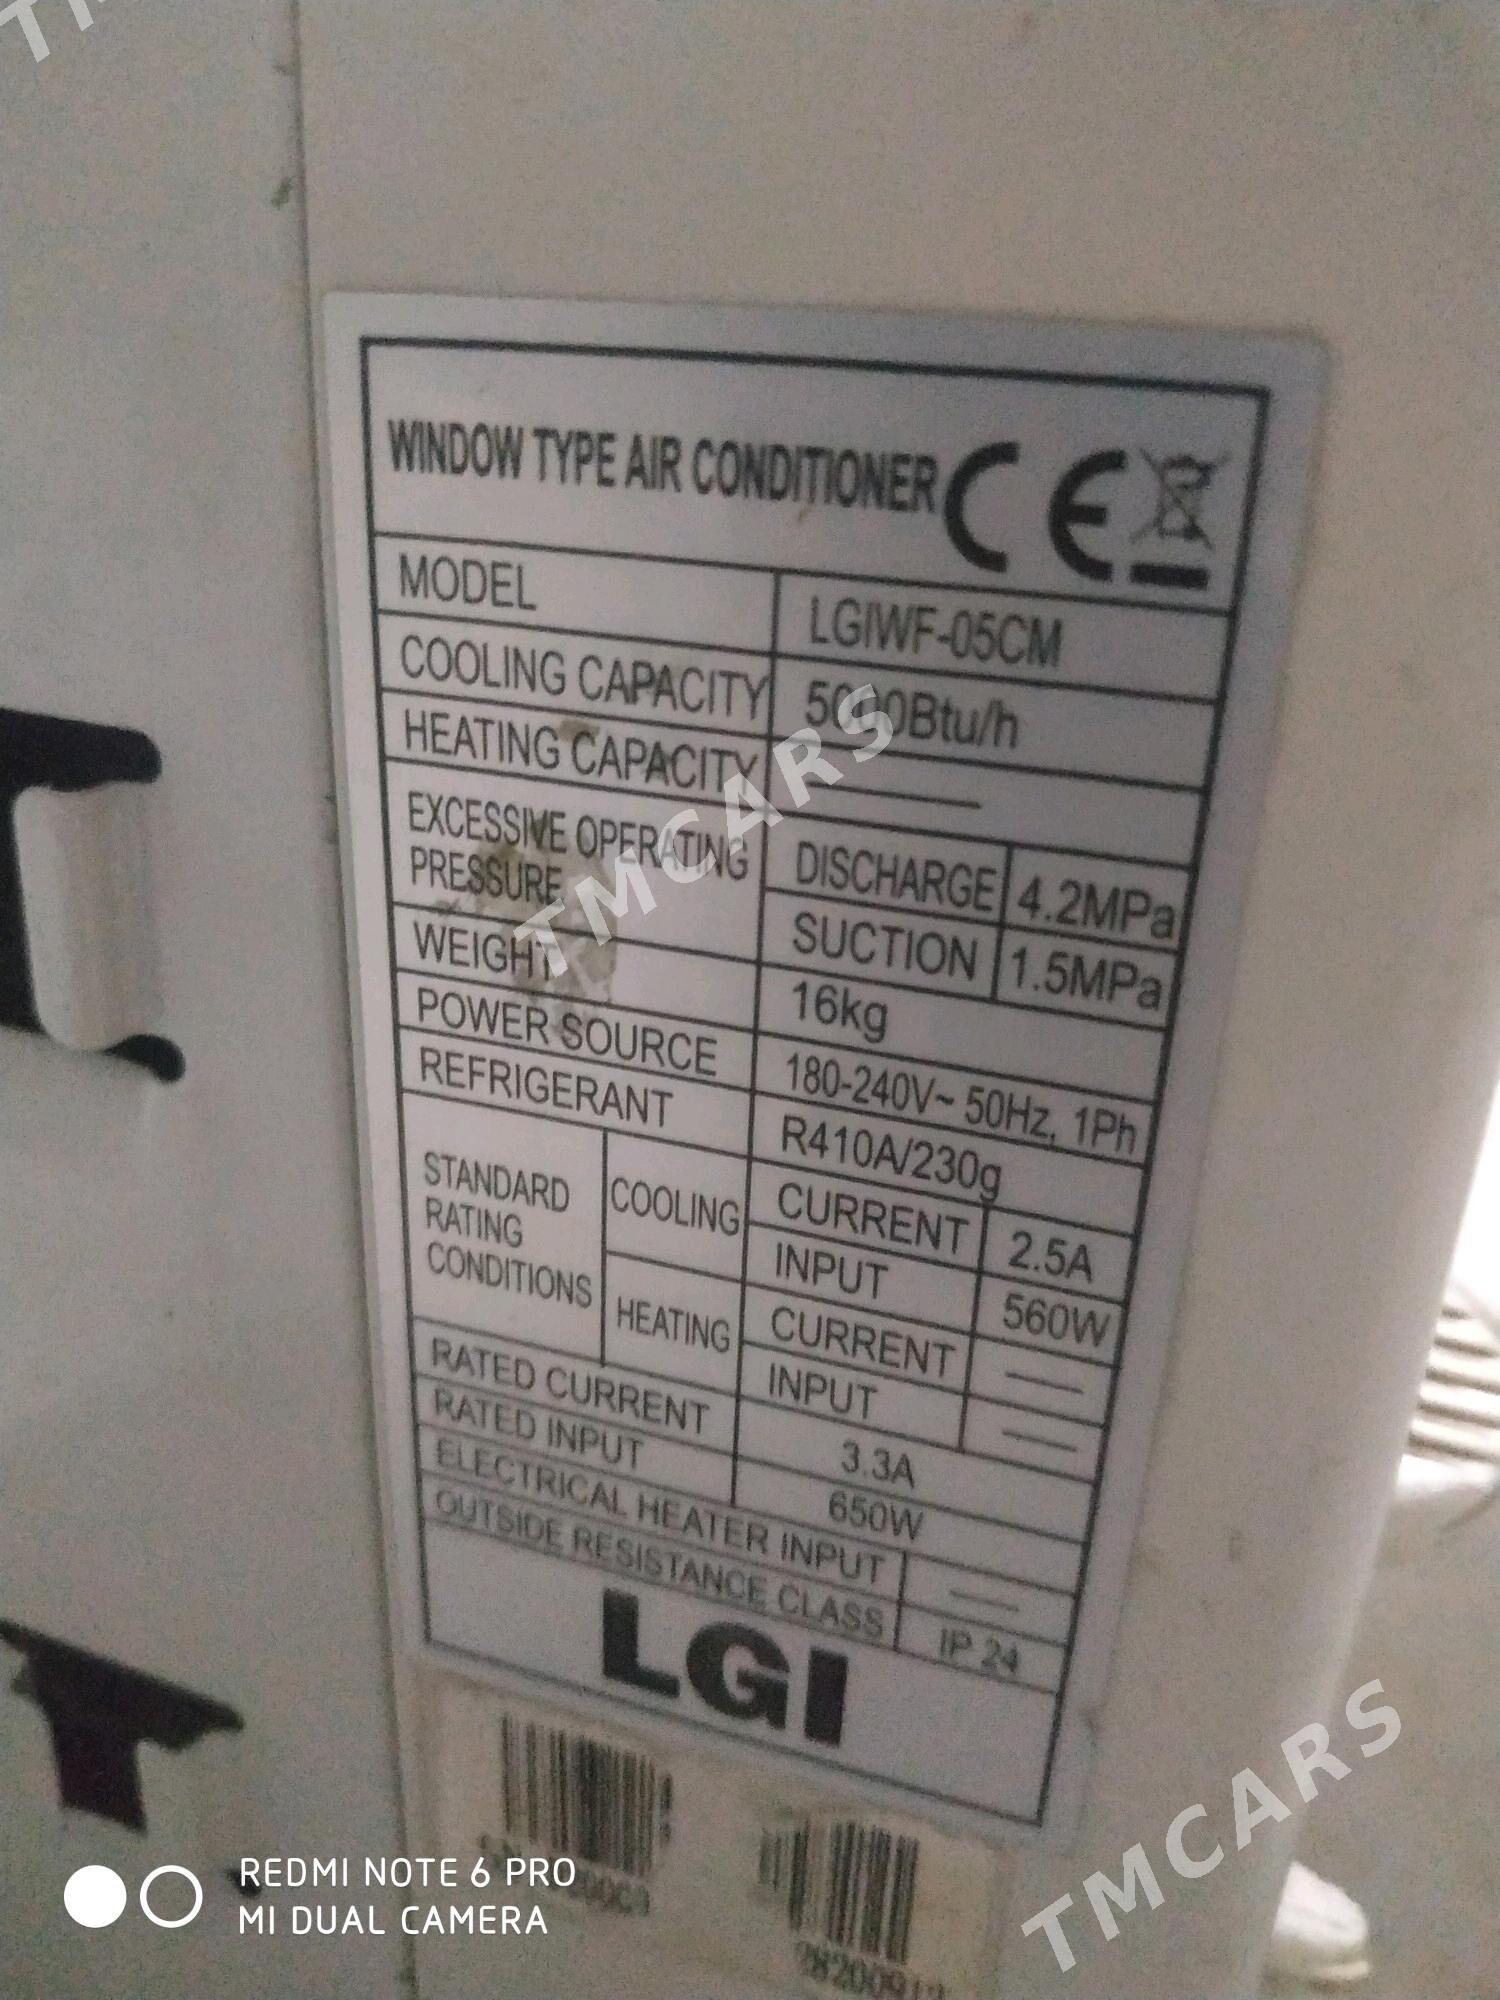 WINDOW TYPE AIR CONDITIONER CE
MODEL LGIWF-05CM
COOLING CAPACITY 5000Btu/h
HEATING CAPACITY
EXCESSIVE OPERATING PRESSURE DISCHARGE 4.2MPa
SUCTION 1.5MPa
WEIGHT 16kg
POWER SOURCE 180-240V~ 50Hz, 1Ph
REFRIGERANT R410A/230g
STANDARD RATING CONDITIONS COOLING CURRENT 2.5A
INPUT 560W
HEATING CURRENT
INPUT
RATED CURRENT 3.3A
RATED INPUT 650W
ELECTRICAL HEATER INPUT
OUTSIDE RESISTANCE CLASS IP 24
LGI
TMCARS
TMCARS
REDMI NOTE 6 PRO
MI DUAL CAMERA